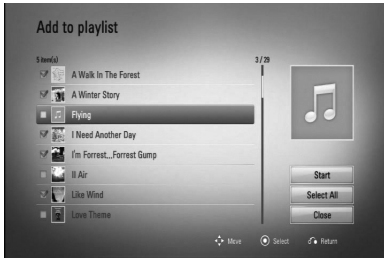 Add to playlist
5 item(s)
3 / 29
A Walk In The Forest
A Winter Story
Flying
I Need Another Day
I'm Forrest,,,Forrest Gump
Il Air
Like Wind
Love Theme
Start
Select All
Close
Move
Select
Return